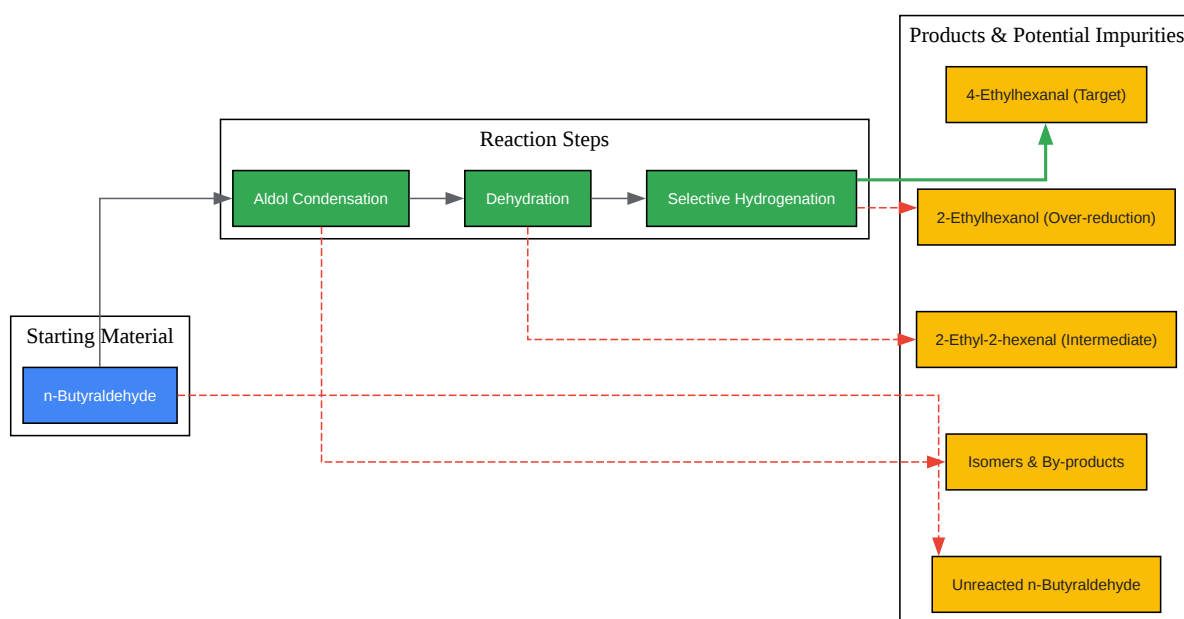 Products & Potential Impurities
4-Ethylhexanal (Target)
Reaction Steps
Aldol Condensation
Dehydration
Selective Hydrogenation
2-Ethylhexanol (Over-reduction)
Starting Material
2-Ethyl-2-hexenal (Intermediate)
n-Butyraldehyde
Isomers & By-products
Unreacted n-Butyraldehyde